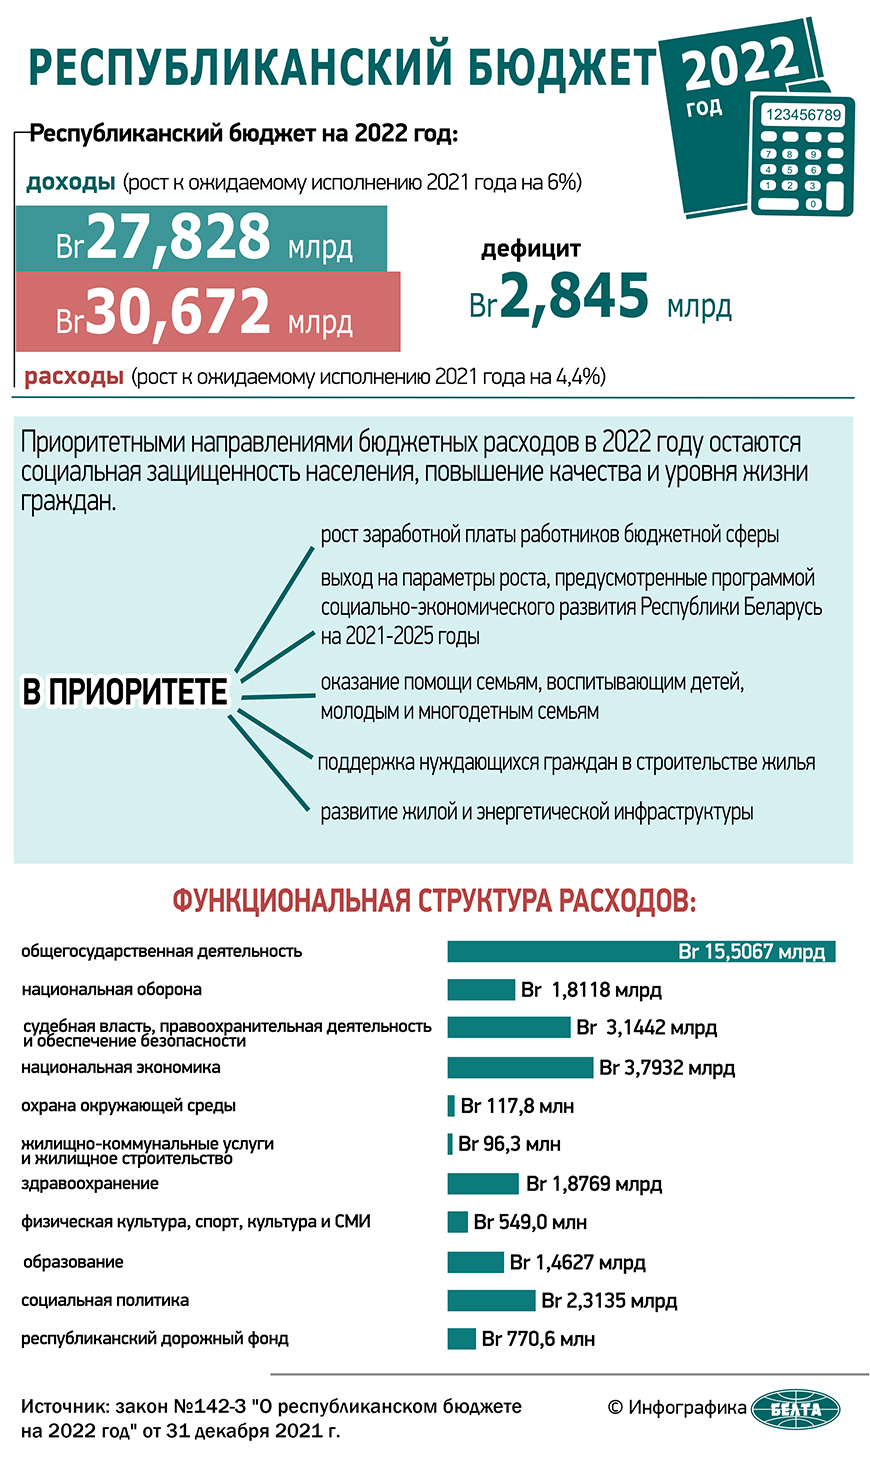 РЕСПУБЛИКАНСКИЙ БЮДЖЕТ
2022
ГОД
123456789
7 8 9
4 5 6
1 2 3
0
Республиканский бюджет на 2022 год:
доходы (рост к ожидаемому исполнению 2021 года на 6%)
Br27,828 млрд
Br30,672 млрд
дефицит
Br2,845 млрд
расходы (рост к ожидаемому исполнению 2021 года на 4,4%)
Приоритетными направлениями бюджетных расходов в 2022 году остаются
социальная защищенность населения, повышение качества и уровня жизни
граждан.
В ПРИОРИТЕТЕ
рост заработной платы работников бюджетной сферы
выход на параметры роста, предусмотренные программой
социально-экономического развития Республики Беларусь
на 2021-2025 годы
оказание помощи семьям, воспитывающим детей,
молодым и многодетным семьям
поддержка нуждающихся граждан в строительстве жилья
развитие жилой и энергетической инфраструктуры
ФУНКЦИОНАЛЬНАЯ СТРУКТУРА РАСХОДОВ:
общегосударственная деятельность Br 15,5067 млрд
национальная оборона Br 1,8118 млрд
судебная власть, правоохранительная деятельность
и обеспечение безопасности Br 3,1442 млрд
национальная экономика Br 3,7932 млрд
охрана окружающей среды Br 117,8 млн
жилищно-коммунальные услуги
и жилищное строительство Br 96,3 млн
здравоохранение Br 1,8769 млрд
физическая культура, спорт, культура и СМИ Br 549,0 млн
образование Br 1,4627 млрд
социальная политика Br 2,3135 млрд
республиканский дорожный фонд Br 770,6 млн
Источник: закон №142-З "О республиканском бюджете
на 2022 год" от 31 декабря 2021 г.
© Инфографика БЕЛТА